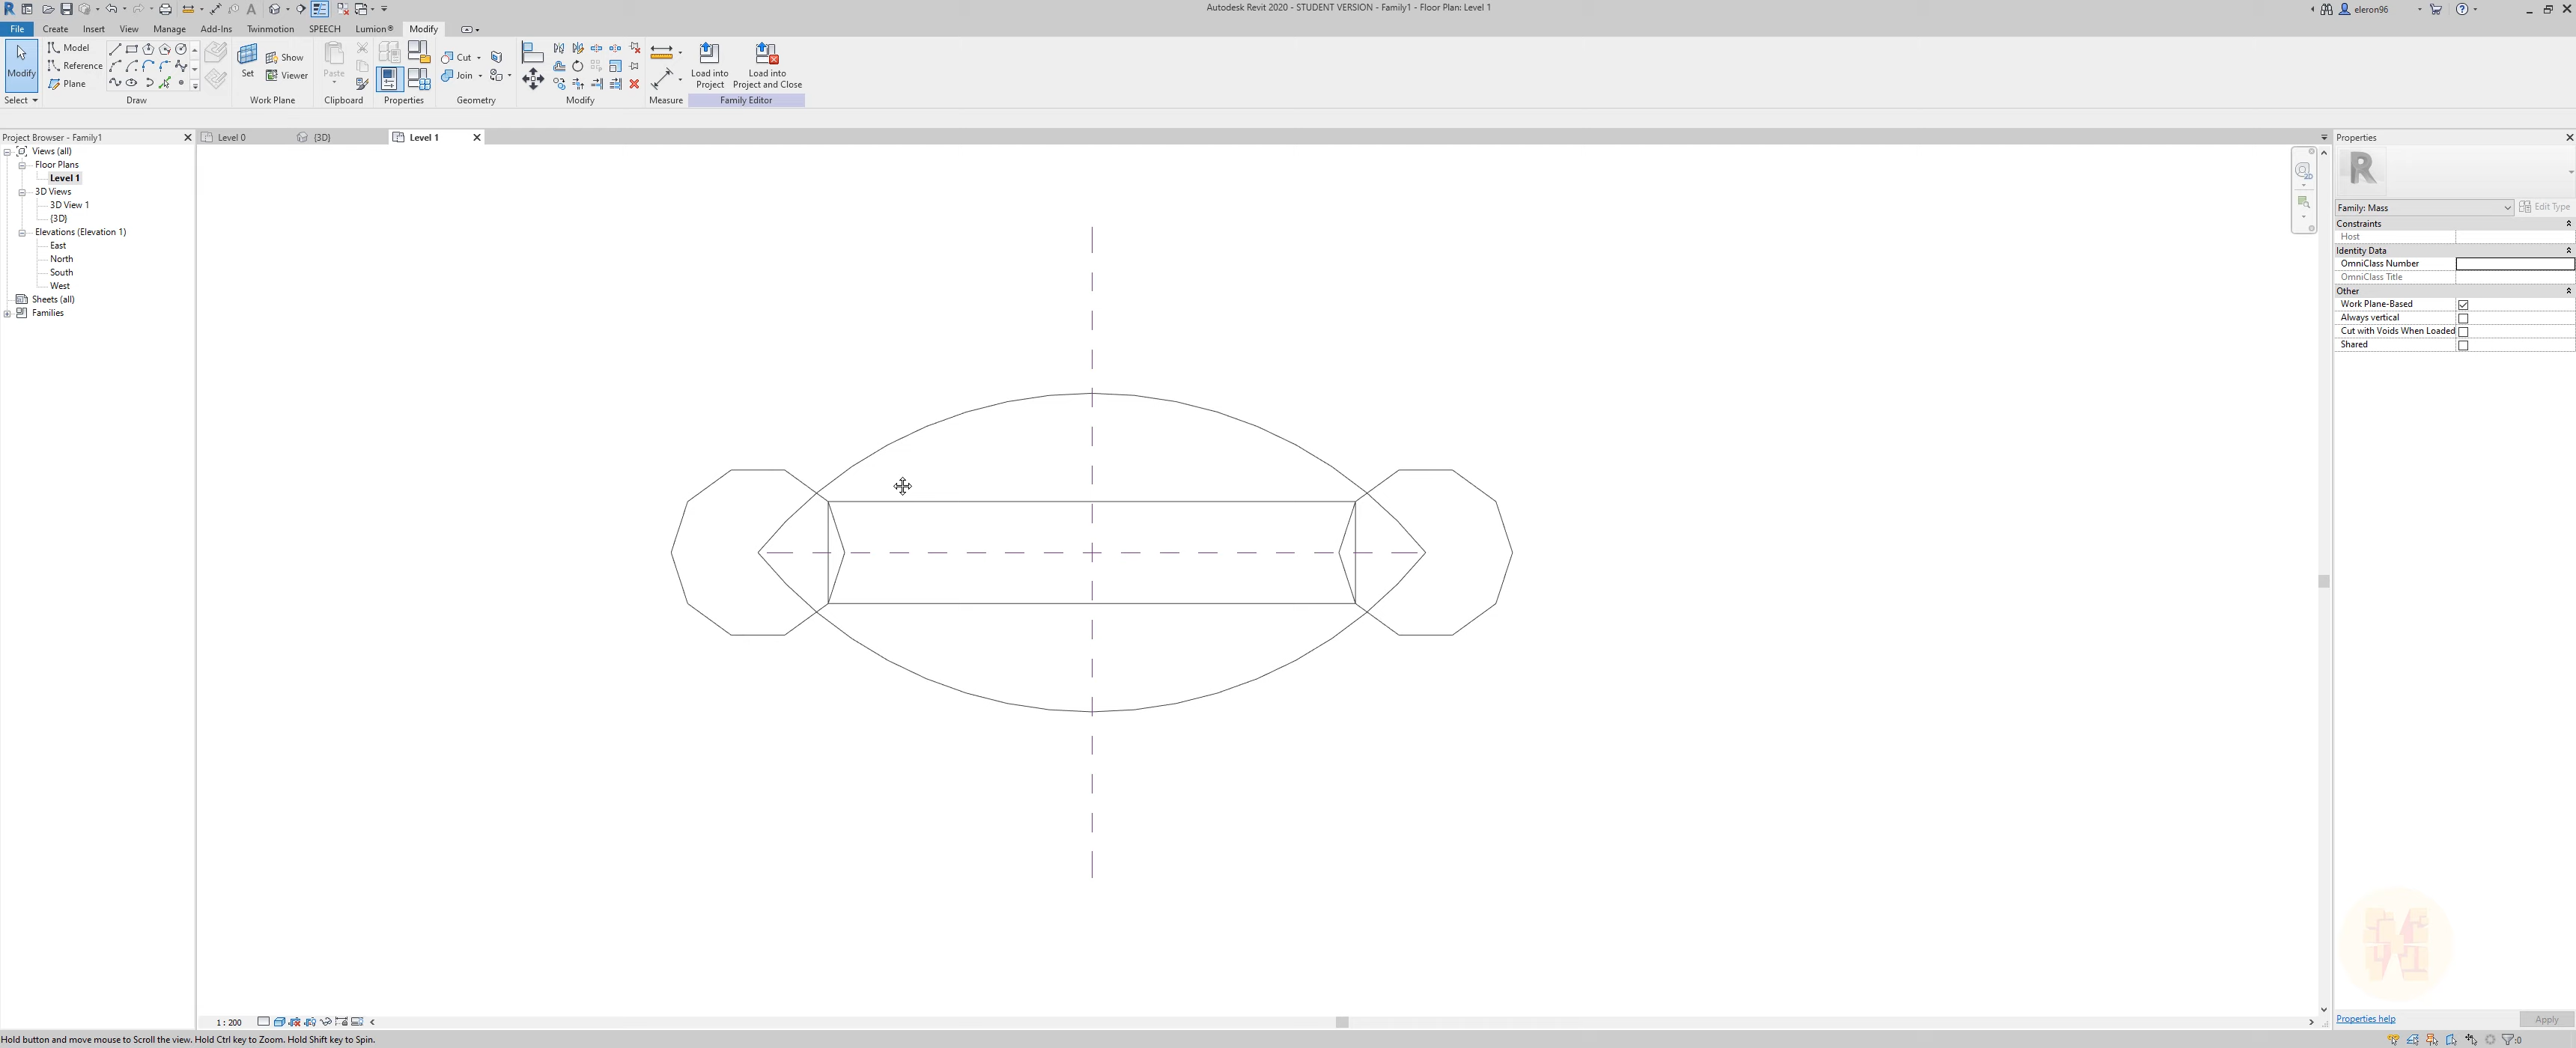 Autodesk Revit 2020 - STUDENT VERSION - Family1 - Floor Plan: Level 1
eleron96
File Create Insert View Manage Add-Ins Twinmotion SPEECH Lumion® Modify
Modify
Model
Reference
Plane
Set
Show
Viewer
Paste
Cut
Join
Load into Project
Load into Project and Close
Select Draw Work Plane Clipboard Properties Geometry Modify Measure Family Editor
Project Browser - Family1
Level 0
{3D}
Level 1
Properties
Views (all)
Floor Plans
Level 1
3D Views
3D View 1
{3D}
Elevations (Elevation 1)
East
North
South
West
Sheets (all)
Families
R
Family: Mass
Edit Type
Constraints
Host
Identity Data
OmniClass Number
OmniClass Title
Other
Work Plane-Based
Always vertical
Cut with Voids When Loaded
Shared
1 : 200
Properties help
Apply
Hold button and move mouse to Scroll the view. Hold Ctrl key to Zoom. Hold Shift key to Spin.
:0